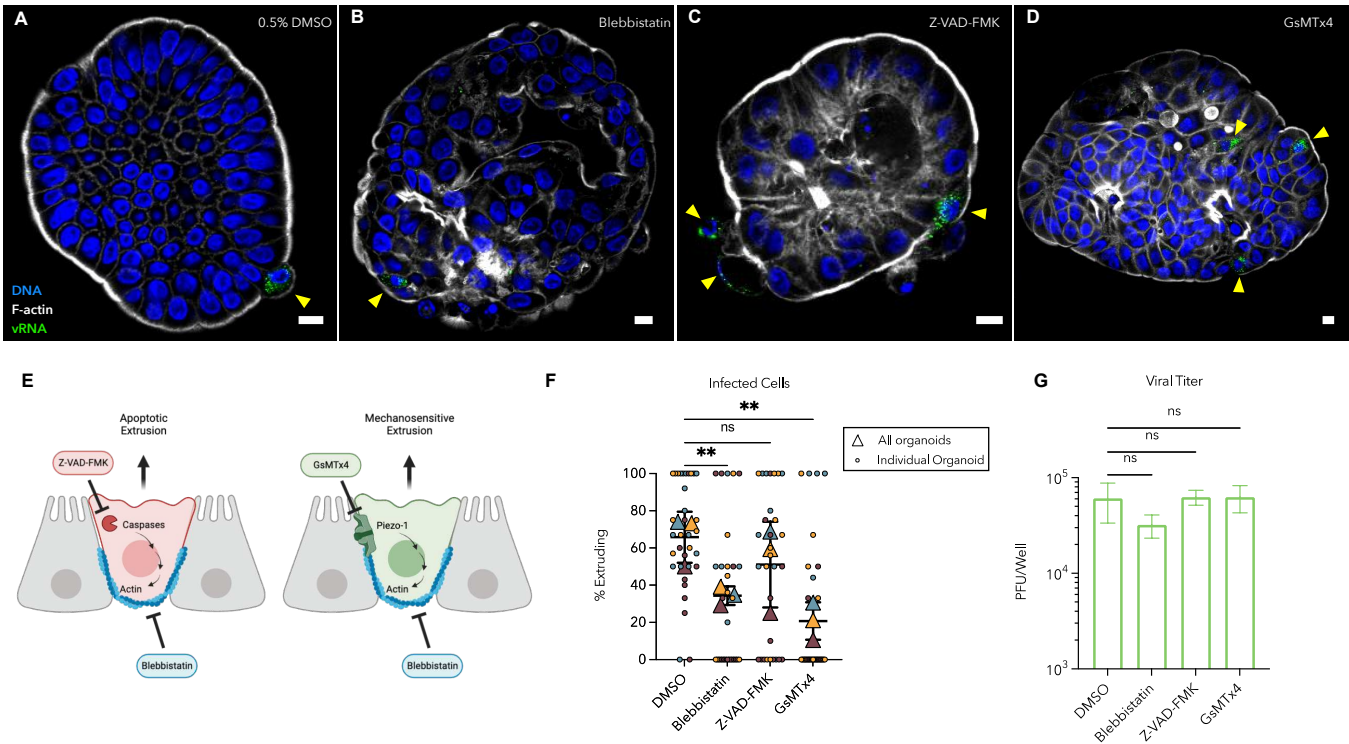 A
0.5% DMSO
B
Blebbistatin
C
Z-VAD-FMK
D
GsMTx4
DNA
F-actin
vRNA
E
Apoptotic
Extrusion
Mechanosensitive
Extrusion
Z-VAD-FMK
GsMTx4
Caspases
Piezo-1
Actin
Actin
Blebbistatin
Blebbistatin
F
Infected Cells
**
ns
**
All organoids
Individual Organoid
% Extruding
100
80
60
40
20
0
DMSO
Blebbistatin
Z-VAD-FMK
GsMTx4
G
Viral Titer
ns
ns
ns
PFU/Well
10⁵
10⁴
10³
DMSO
Blebbistatin
Z-VAD-FMK
GsMTx4